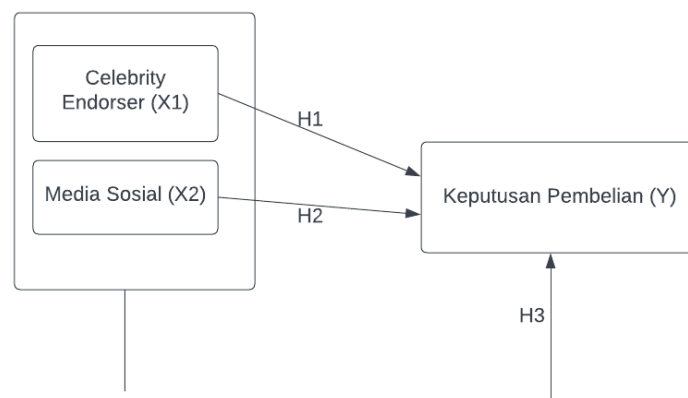 Celebrity
Endorser (X1)
H1
Media Sosial (X2)
H2
Keputusan Pembelian (Y)
H3